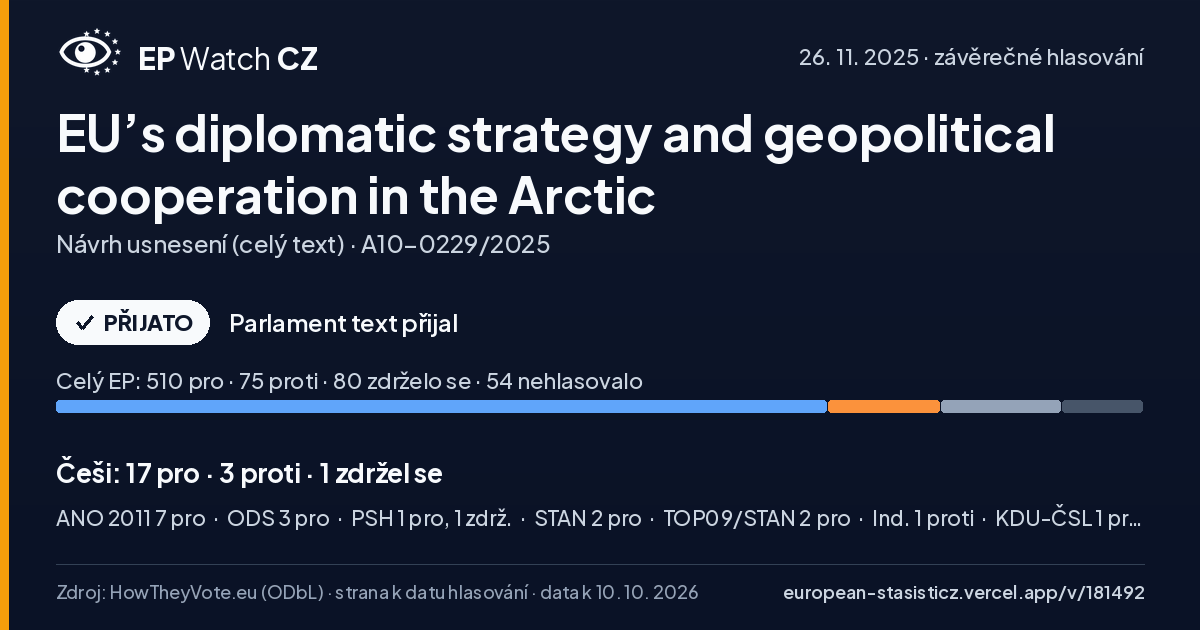 EP Watch CZ
26. 11. 2025 · závěrečné hlasování
EU’s diplomatic strategy and geopolitical
cooperation in the Arctic
Návrh usnesení (celý text) · A10–0229/2025
✓ PŘIJATO
Parlament text přijal
Celý EP: 510 pro · 75 proti · 80 zdrželo se · 54 nehlasovalo
Češi: 17 pro · 3 proti · 1 zdržel se
ANO 2011 7 pro · ODS 3 pro · PSH 1 pro, 1 zdrž. · STAN 2 pro · TOP09/STAN 2 pro · Ind. 1 proti · KDU-ČSL 1 pr…
Zdroj: HowTheyVote.eu (ODbL) · strana k datu hlasování · data k 10. 10. 2026
european-stasisticz.vercel.app/v/181492